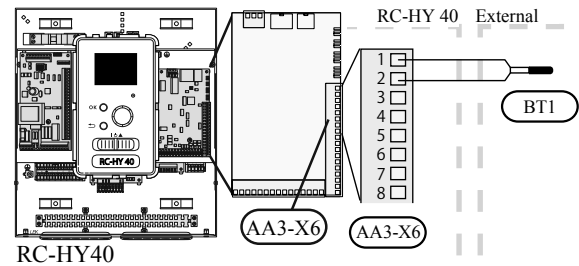 RC-HY 40 External
OK
RC-HY 40
1
2
3
4
5
6
7
8
BT1
AA3-X6
AA3-X6
RC-HY40